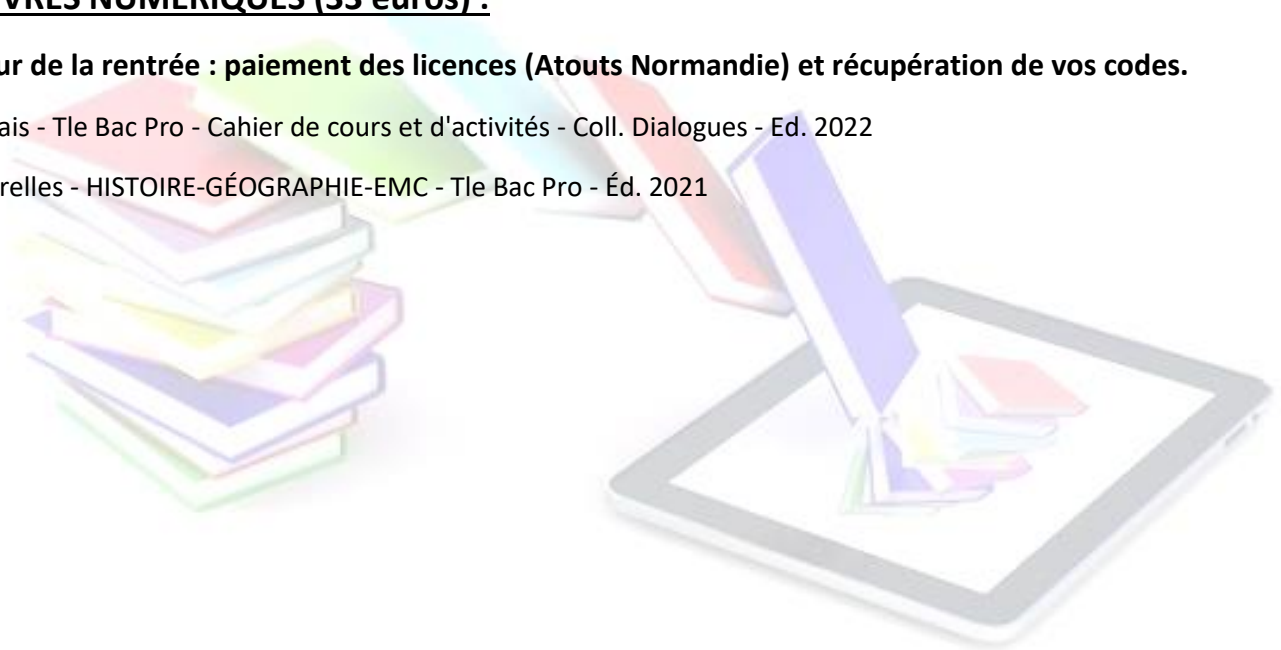 VRES NUMERIQUES (33 euros) :
ur de la rentrée : paiement des licences (Atouts Normandie) et récupération de vos codes.
ais - Tle Bac Pro - Cahier de cours et d'activités - Coll. Dialogues - Ed. 2022
relles - HISTOIRE-GÉOGRAPHIE-EMC - Tle Bac Pro - Éd. 2021